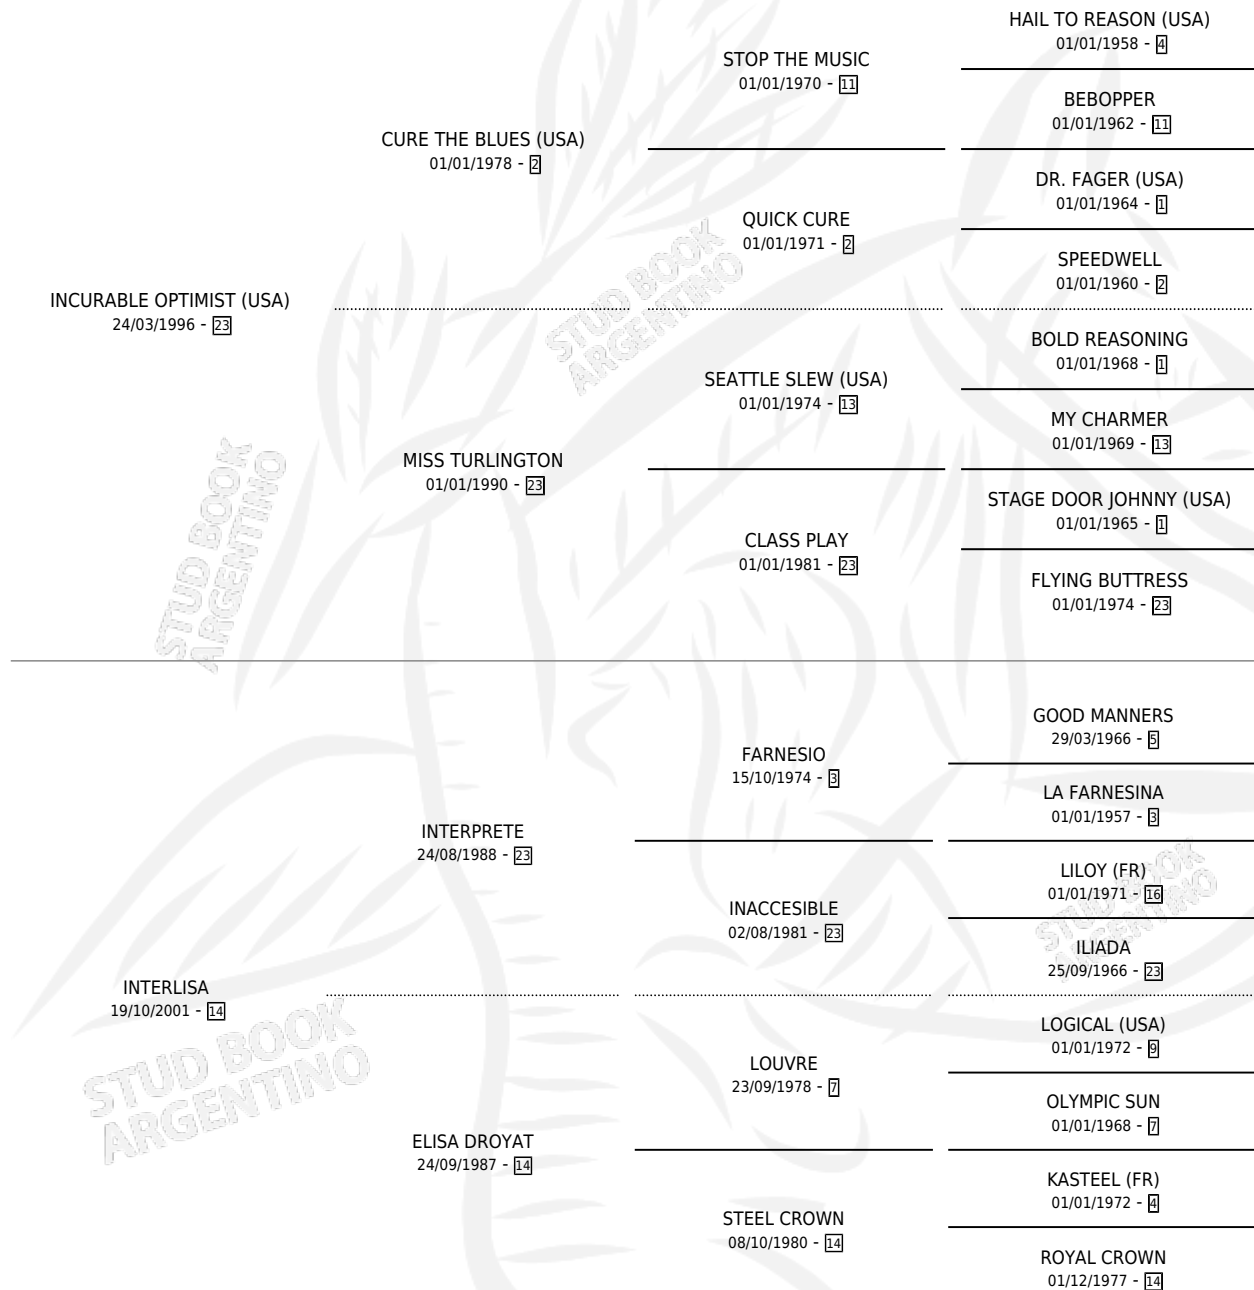 HAIL TO REASON (USA)
01/01/1958 - 4
STOP THE MUSIC
01/01/1970 - 11
BEBOPPER
01/01/1962 - 11
CURE THE BLUES (USA)
01/01/1978 - 2
DR. FAGER (USA)
01/01/1964 - 1
QUICK CURE
01/01/1971 - 2
SPEEDWELL
01/01/1960 - 2
INCURABLE OPTIMIST (USA)
24/03/1996 - 23
BOLD REASONING
01/01/1968 - 1
SEATTLE SLEW (USA)
01/01/1974 - 13
MY CHARMER
01/01/1969 - 13
MISS TURLINGTON
01/01/1990 - 23
STAGE DOOR JOHNNY (USA)
01/01/1965 - 1
CLASS PLAY
01/01/1981 - 23
FLYING BUTTRESS
01/01/1974 - 23
GOOD MANNERS
29/03/1966 - 5
FARNESIO
15/10/1974 - 3
LA FARNESINA
01/01/1957 - 3
INTERPRETE
24/08/1988 - 23
LILOY (FR)
01/01/1971 - 16
INACCESIBLE
02/08/1981 - 23
ILIADA
25/09/1966 - 23
INTERLISA
19/10/2001 - 14
LOGICAL (USA)
01/01/1972 - 9
LOUVRE
23/09/1978 - 7
OLYMPIC SUN
01/01/1968 - 7
ELISA DROYAT
24/09/1987 - 14
KASTEEL (FR)
01/01/1972 - 4
STEEL CROWN
08/10/1980 - 14
ROYAL CROWN
01/12/1977 - 14
STUD BOOK
ARGENTINO
STUD BOOK
ARGENTINO
STUD BOOK
ARGENTINO
STUD BOOK
ARGENTINO